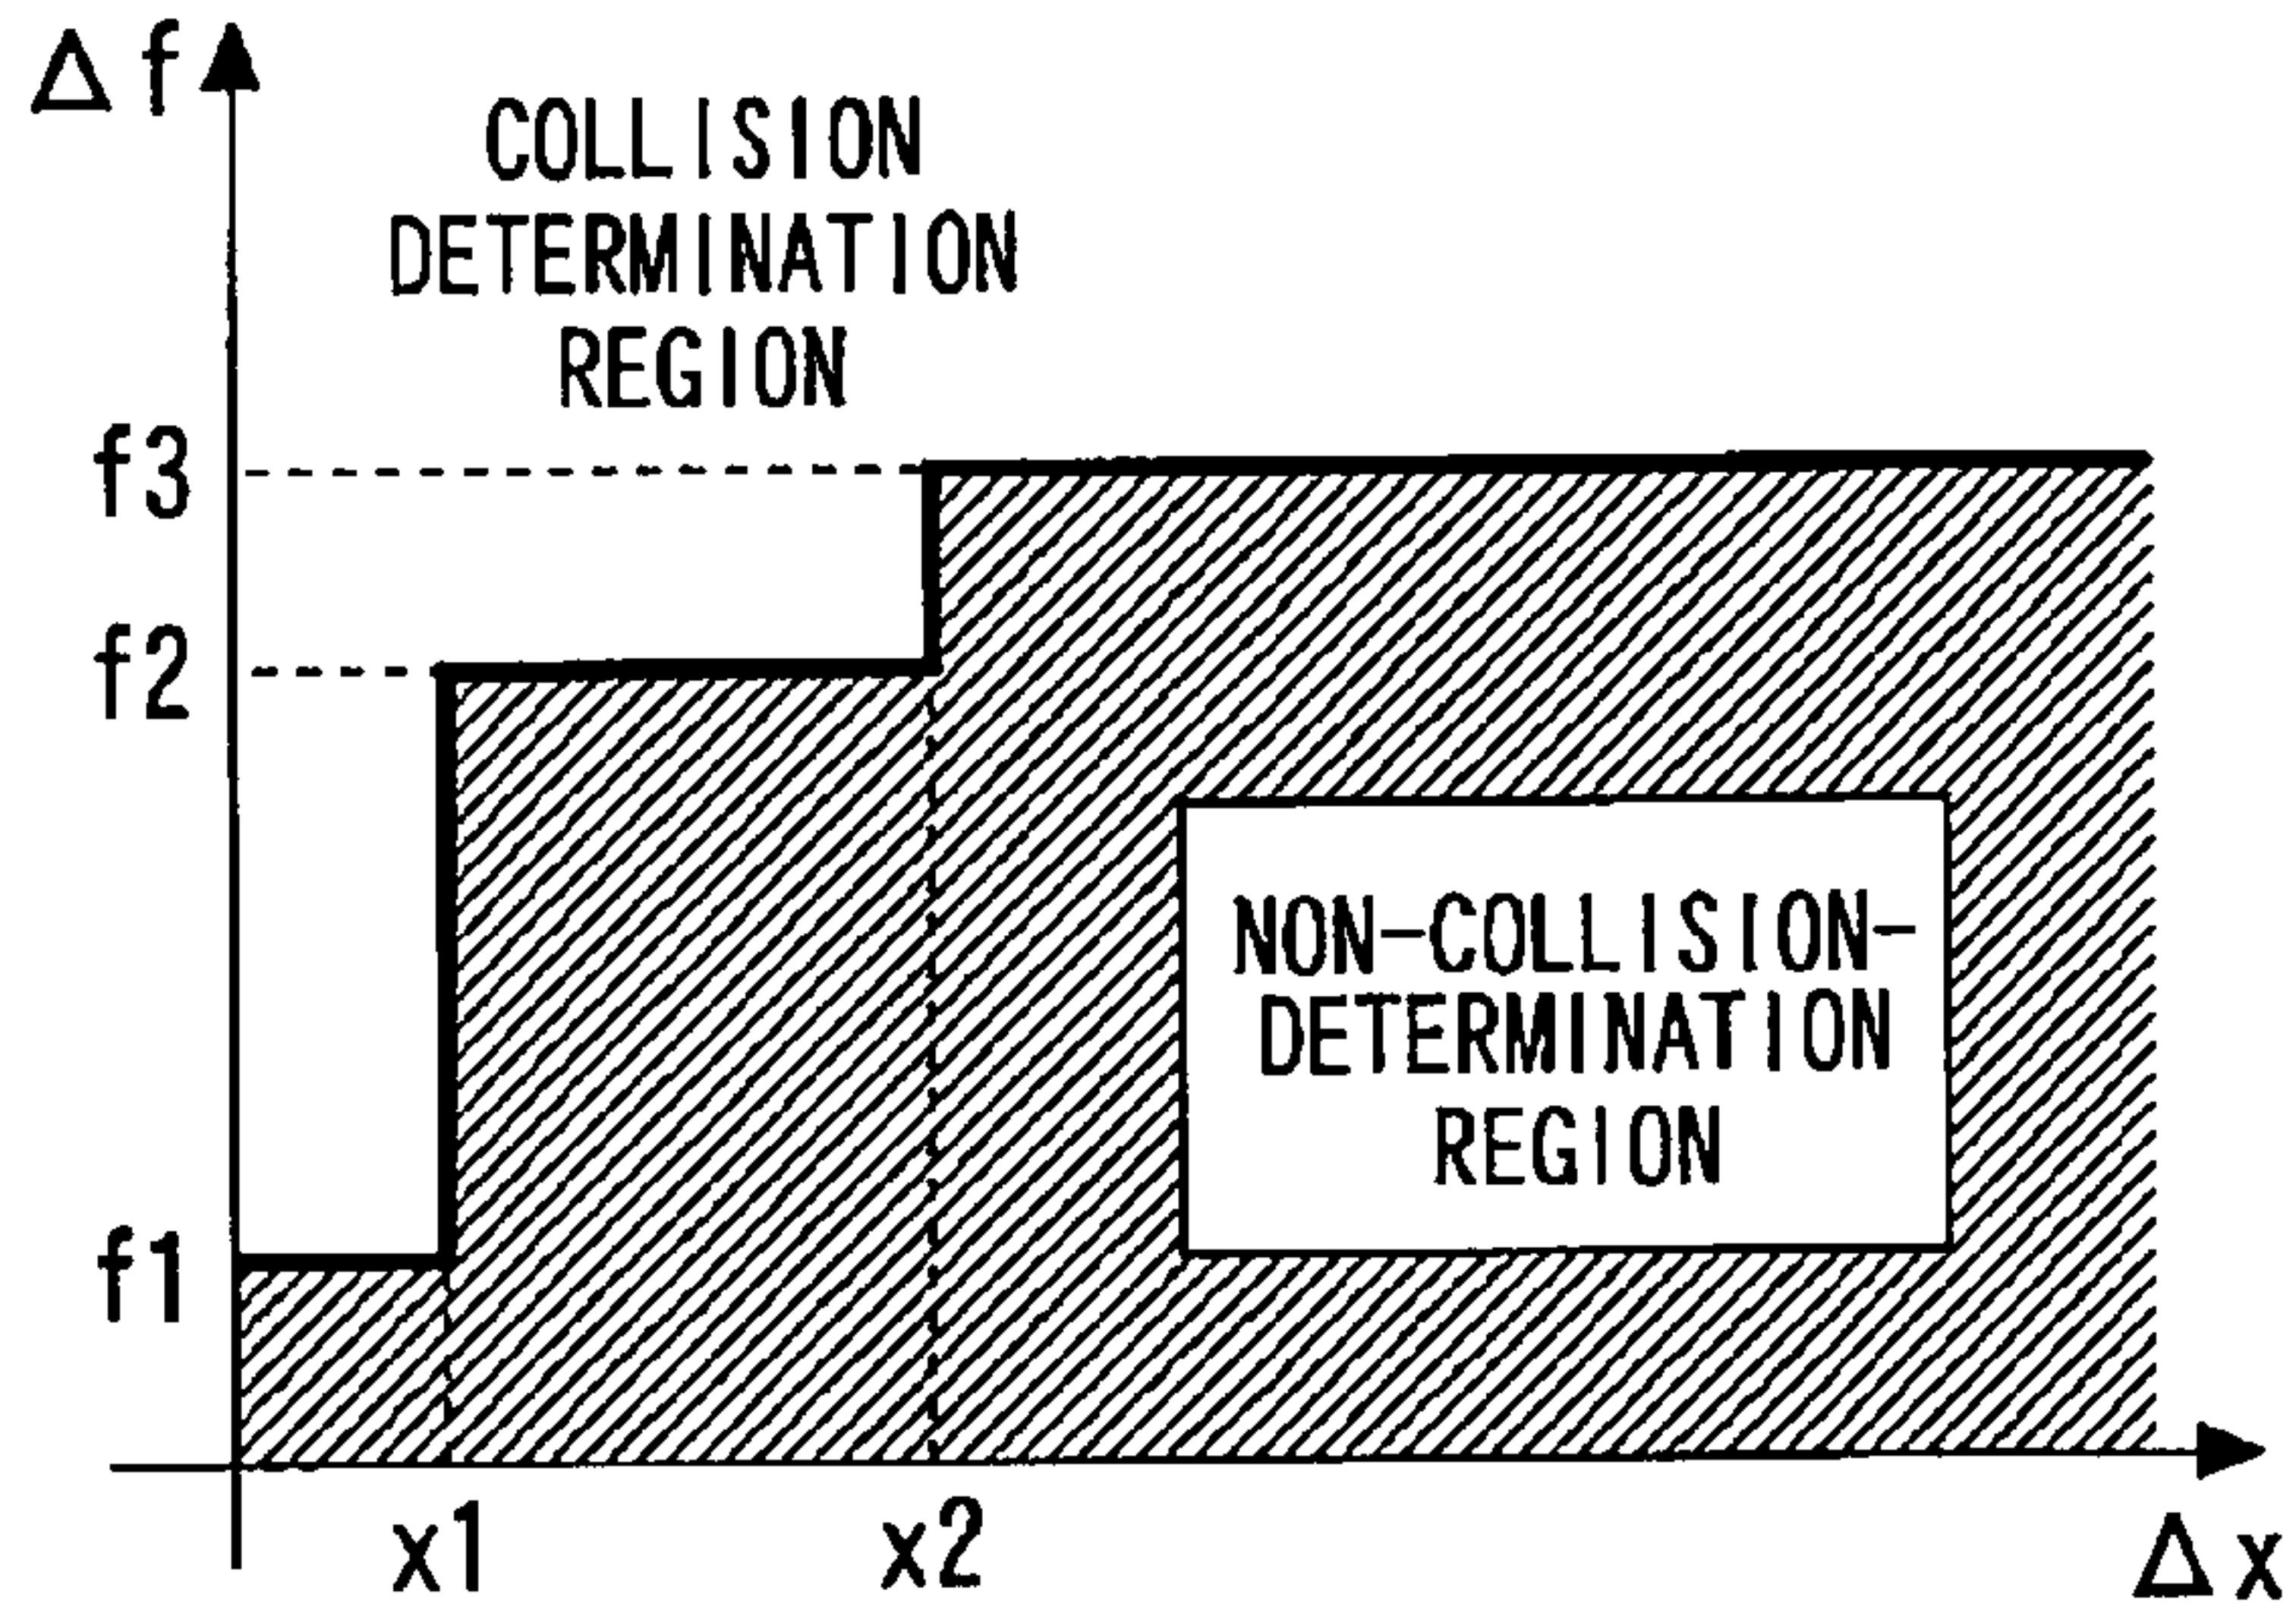 Δf
COLLISION
DETERMINATION
REGION
f3
f2
NON-COLLISION-
DETERMINATION
REGION
f1
x1
x2
Δx